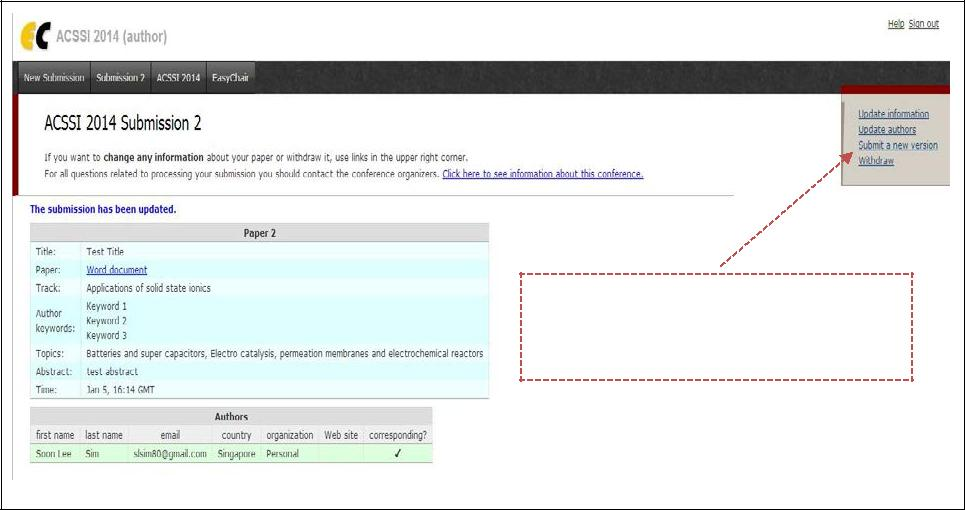 EC ACSSI 2014 (author)
Help Sign out
New Submission Submission 2 ACSSI 2014 EasyChair
Update information
Update authors
Submit a new version
Withdraw
ACSSI 2014 Submission 2
If you want to change any information about your paper or withdraw it, use links in the upper right corner.
For all questions related to processing your submission you should contact the conference organizers. Click here to see information about this conference.
The submission has been updated.
Paper 2
Title: Test Title
Paper: Word document
Track: Applications of solid state ionics
Author keywords: Keyword 1
Keyword 2
Keyword 3
Topics: Batteries and super capacitors, Electro catalysis, permeation membranes and electrochemical reactors
Abstract: test abstract
Time: Jan 5, 16:14 GMT
Authors
first name last name email country organization Web site corresponding?
Soon Lee Sim slsim80@gmail.com Singapore Personal ✓